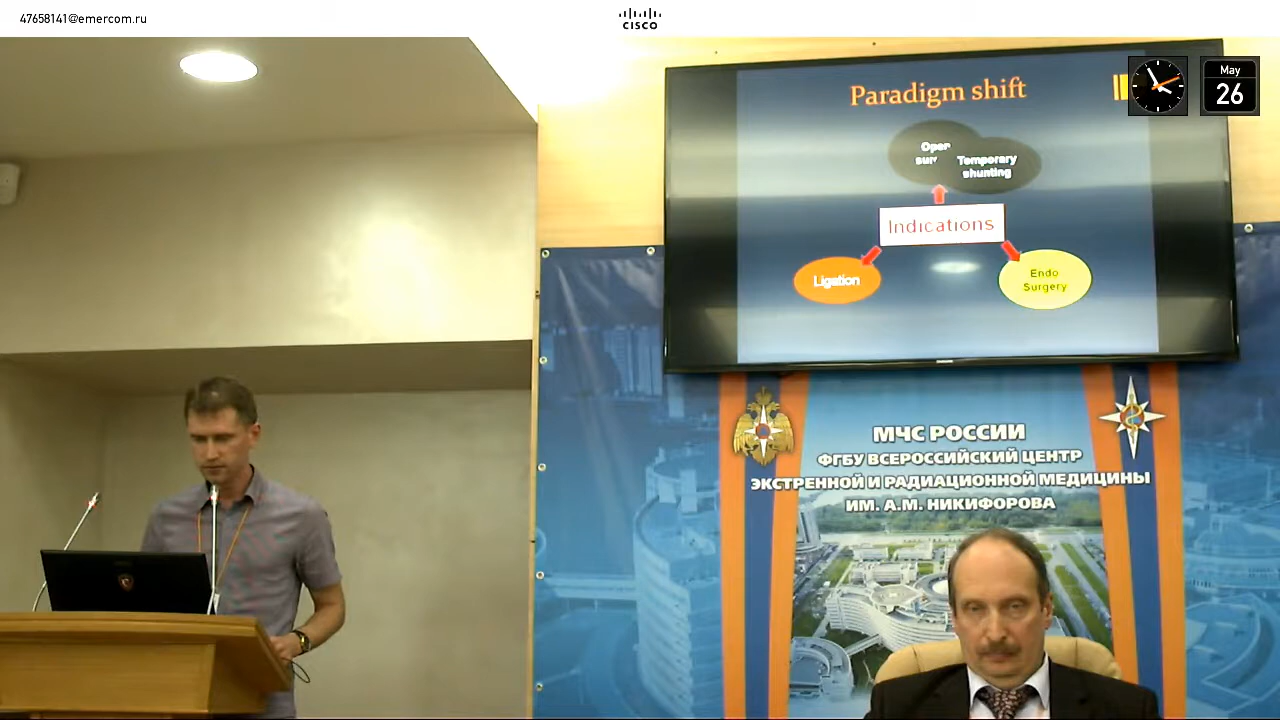 47658141@emercom.ru
CISCO
May
26
Paradigm shift
Temporary
shunting
Indications
Ligation
Endo
Surgery
МЧС РОССИИ
ФГБУ ВСЕРОССИЙСКИЙ ЦЕНТР
ЭКСТРЕННОЙ И РАДИАЦИОННОЙ МЕДИЦИНЫ
ИМ. А.М. НИКИФОРОВА